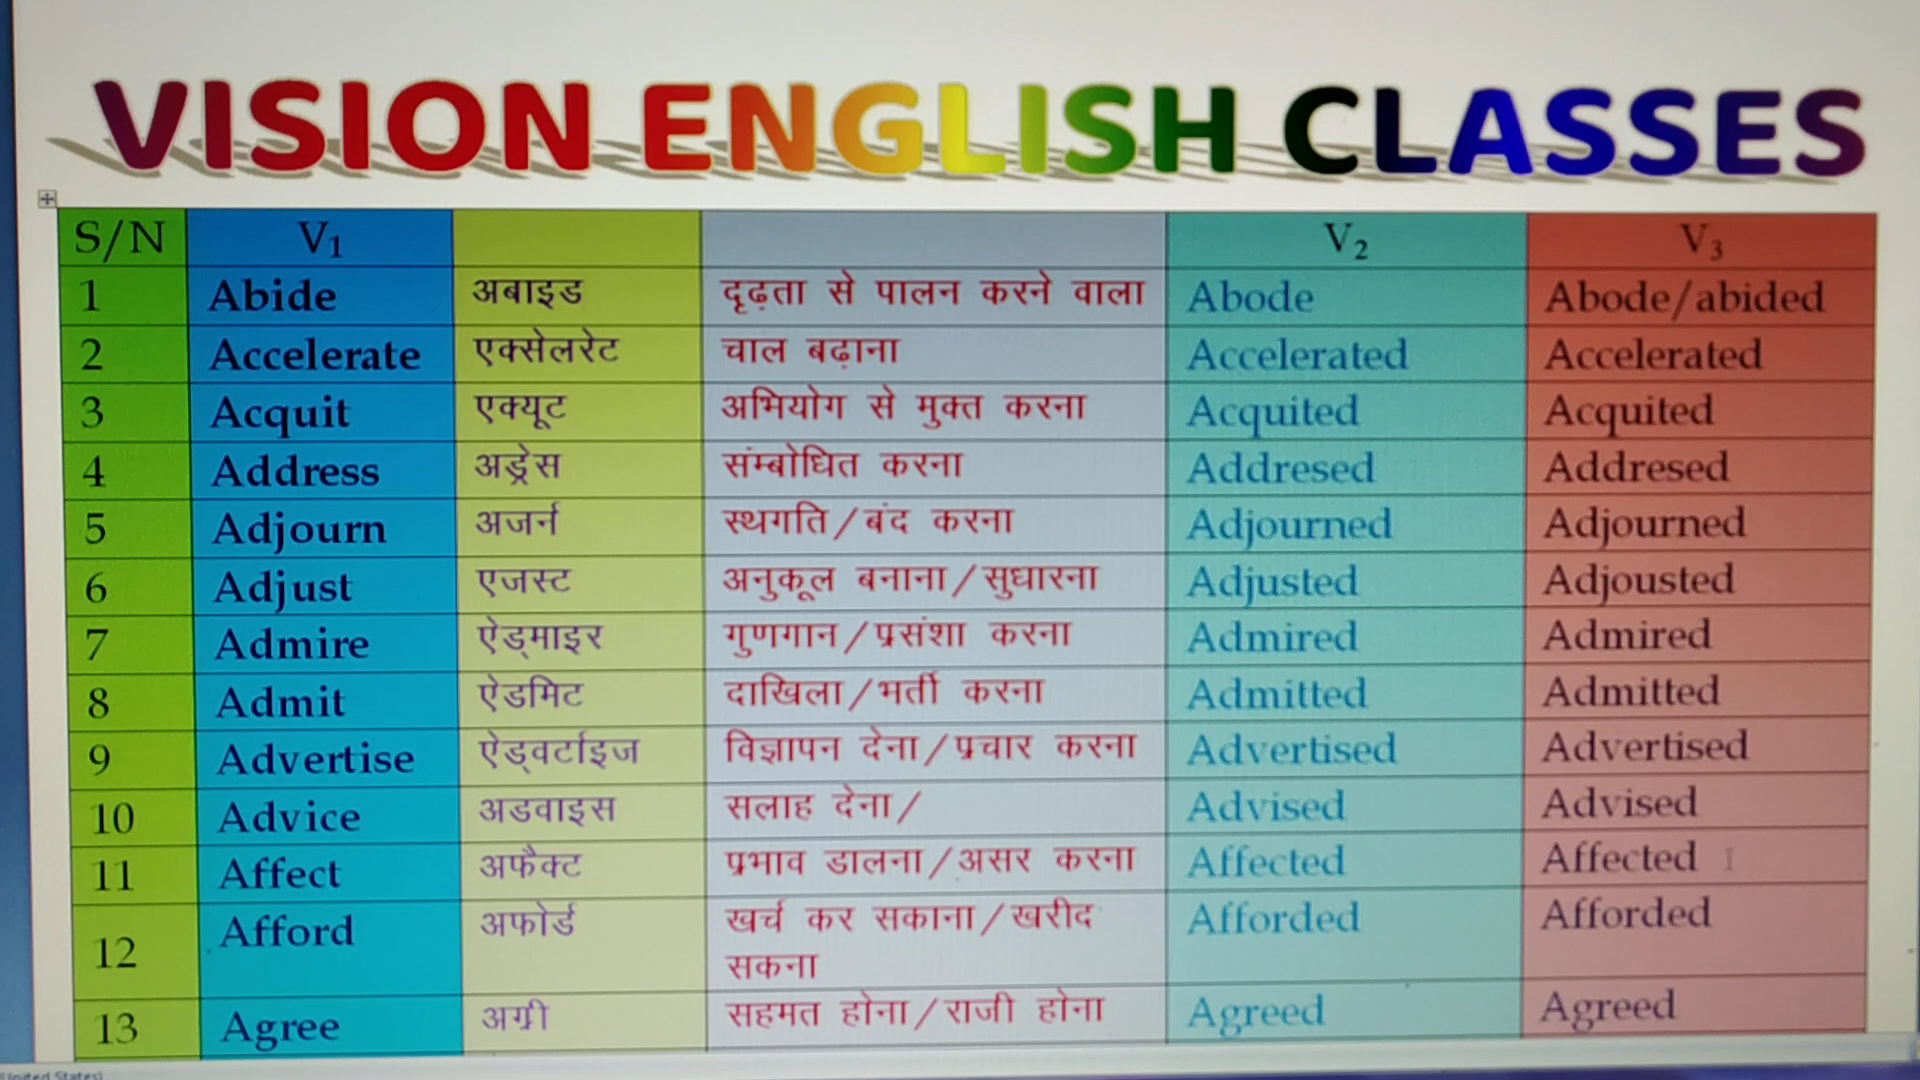 VISION ENGLISH CLASSES
S/N V1 V2 V3
1 Abide अबाइड दृढ़ता से पालन करने वाला Abode Abode/abided
2 Accelerate एक्सेलरेट चाल बढ़ाना Accelerated Accelerated
3 Acquit एक्यूट अभियोग से मुक्त करना Acquited Acquited
4 Address अड्रेस संम्बोधित करना Addresed Addresed
5 Adjourn अजर्न स्थगति/बंद करना Adjourned Adjourned
6 Adjust एजस्ट अनुकूल बनाना/सुधारना Adjusted Adjousted
7 Admire ऐड्माइर गुणगान/प्रसंशा करना Admired Admired
8 Admit ऐडमिट दाखिला/भर्ती करना Admitted Admitted
9 Advertise ऐड्वर्टाइज विज्ञापन देना/प्रचार करना Advertised Advertised
10 Advice अडवाइस सलाह देना/ Advised Advised
11 Affect अफैक्ट प्रभाव डालना/असर करना Affected Affected
12 Afford अफोर्ड खर्च कर सकाना/खरीद Afforded Afforded
सकना
13 Agree अग्री सहमत होना/राजी होना Agreed Agreed
United States)